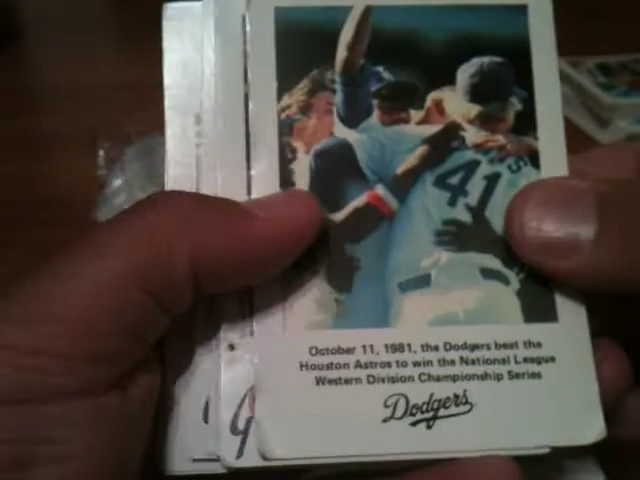 41
October 11, 1981, the Dodgers beat the
Houston Astros to win the National League
Western Division Championship Series
Dodgers